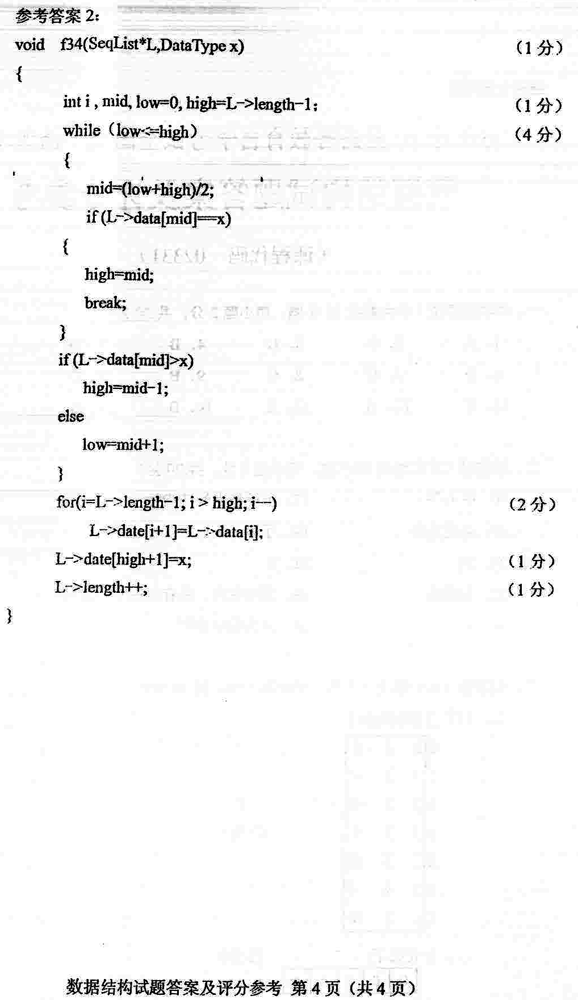 参考答案 2:
void f34(SeqList*L,DataType x) (1 分)
{
int i , mid, low=0, high=L->length-1; (1 分)
while (low<=high) (4 分)
{
mid=(low+high)/2;
if (L->data[mid]==x)
{
high=mid;
break;
}
if (L->data[mid]>x)
high=mid-1;
else
low=mid+1;
}
for(i=L->length-1; i > high; i--) (2 分)
L->date[i+1]=L->data[i];
L->date[high+1]=x; (1 分)
L->length++; (1 分)
}
数据结构试题答案及评分参考 第 4 页 (共 4 页)